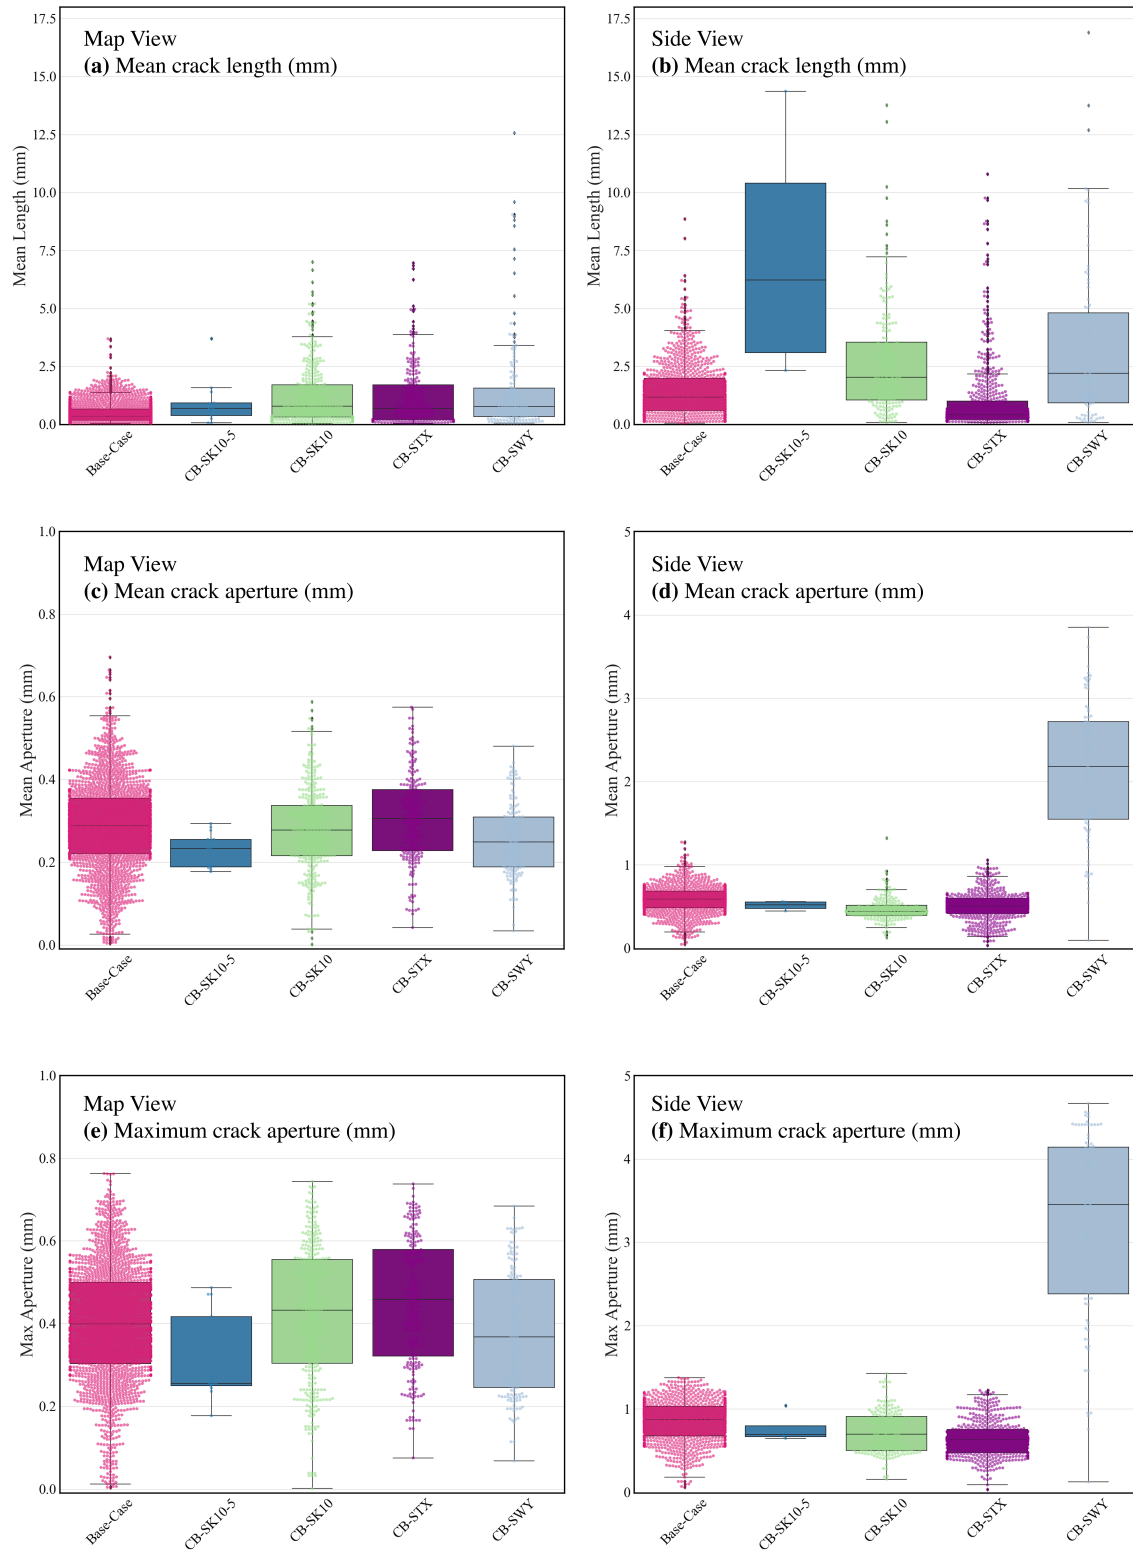 Map View
(a) Mean crack length (mm)
Mean Length (mm)
17.5
15.0
12.5
10.0
7.5
5.0
2.5
0.0
Base-Case
CB-SK10-5
CB-SK10
CB-STX
CB-SWY
Side View
(b) Mean crack length (mm)
Mean Length (mm)
17.5
15.0
12.5
10.0
7.5
5.0
2.5
0.0
Base-Case
CB-SK10-5
CB-SK10
CB-STX
CB-SWY
Map View
(c) Mean crack aperture (mm)
Mean Aperture (mm)
1.0
0.8
0.6
0.4
0.2
0.0
Base-Case
CB-SK10-5
CB-SK10
CB-STX
CB-SWY
Side View
(d) Mean crack aperture (mm)
Mean Aperture (mm)
5
4
3
2
1
0
Base-Case
CB-SK10-5
CB-SK10
CB-STX
CB-SWY
Map View
(e) Maximum crack aperture (mm)
Max Aperture (mm)
1.0
0.8
0.6
0.4
0.2
0.0
Base-Case
CB-SK10-5
CB-SK10
CB-STX
CB-SWY
Side View
(f) Maximum crack aperture (mm)
Max Aperture (mm)
5
4
3
2
1
0
Base-Case
CB-SK10-5
CB-SK10
CB-STX
CB-SWY